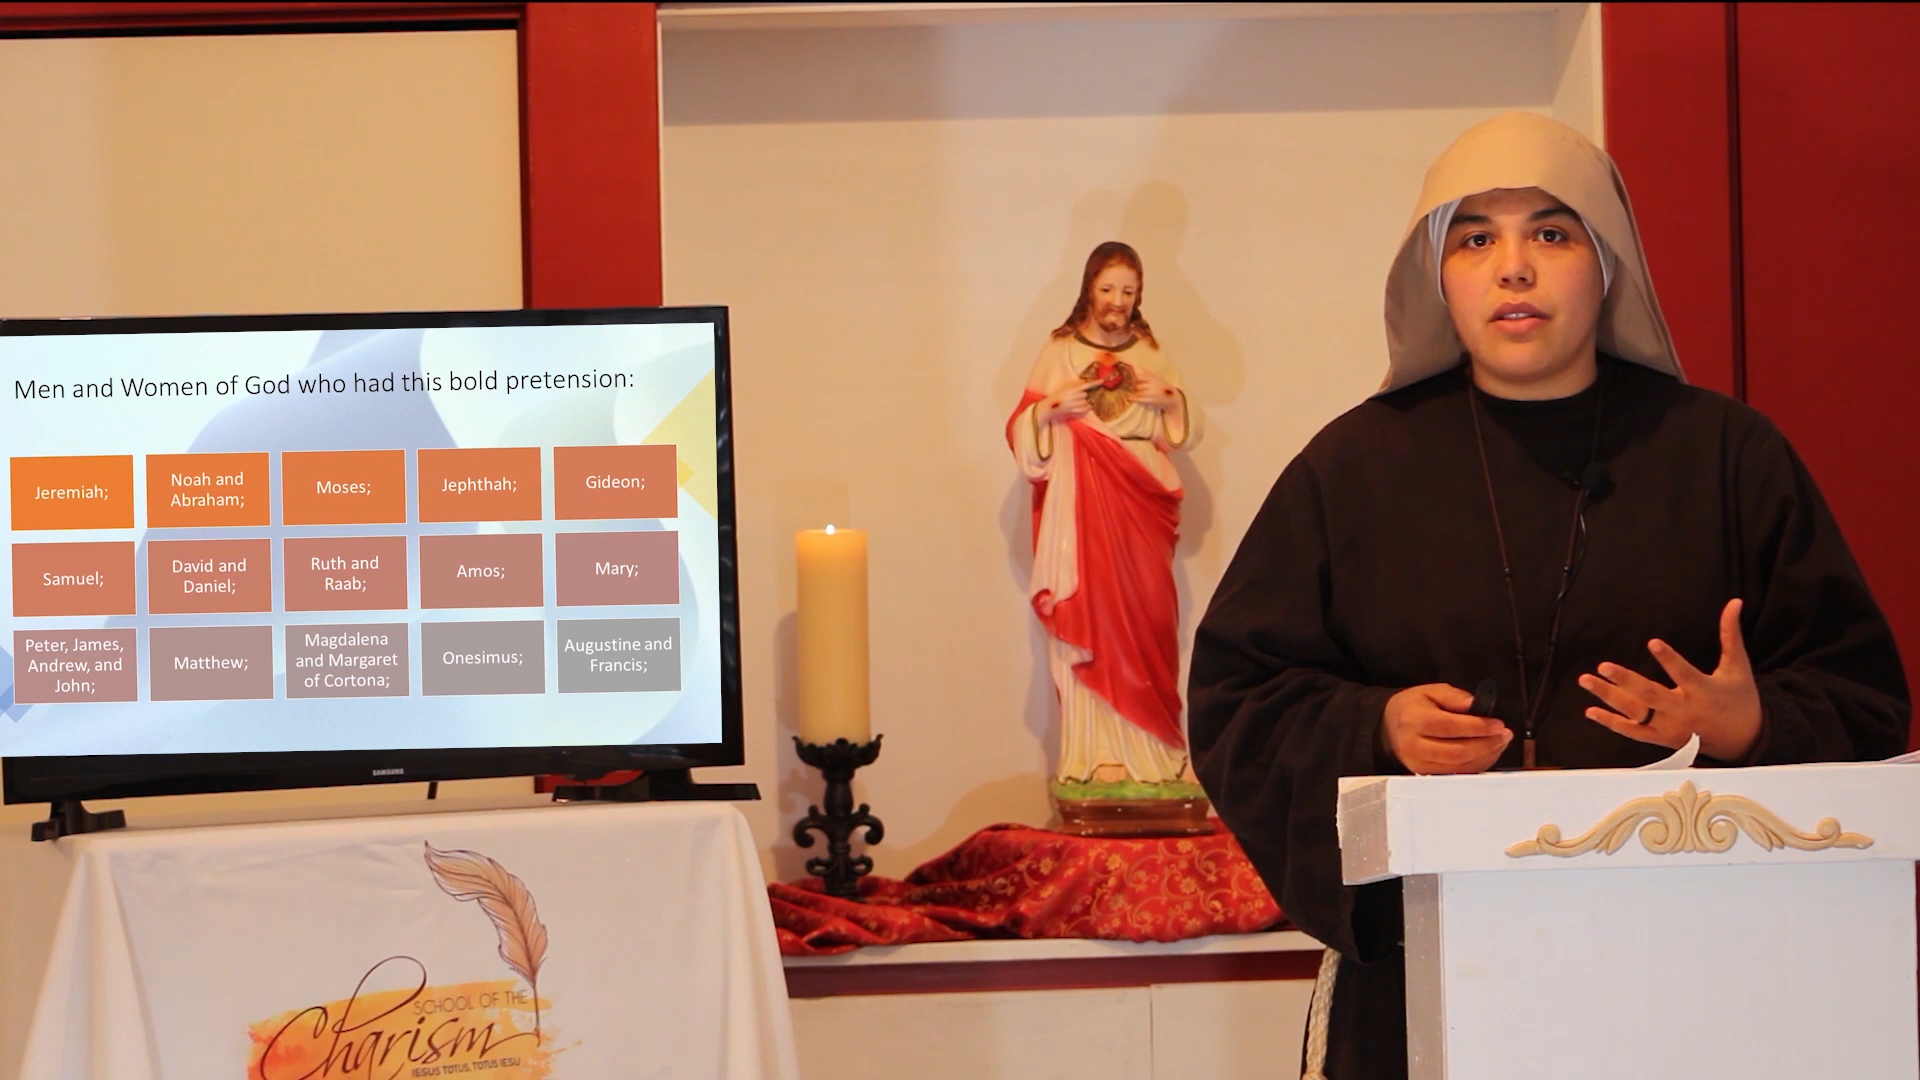 Men and Women of God who had this bold pretension:
Jeremiah;
Noah and
Abraham;
Moses;
Jephthah;
Gideon;
Samuel;
David and
Daniel;
Ruth and
Raab;
Amos;
Mary;
Peter, James,
Andrew, and
John;
Matthew;
Magdalena
and Margaret
of Cortona;
Onesimus;
Augustine and
Francis;
SAMSUNG
SCHOOL OF THE
Charism
IESUS TOTUS, TOTUS IESU